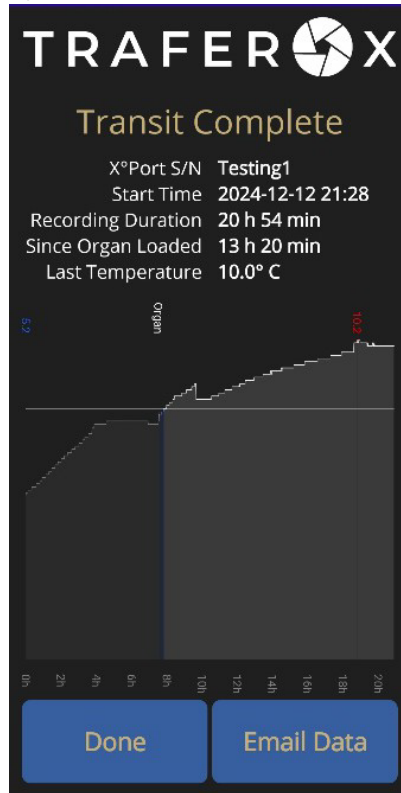 TRAFEROX
Transit Complete
X°Port S/N Testing1
Start Time 2024-12-12 21:28
Recording Duration 20 h 54 min
Since Organ Loaded 13 h 20 min
Last Temperature 10.0° C
5.2
Organ
10.2
0h 2h 4h 6h 8h 10h 12h 14h 16h 18h 20h
Done Email Data